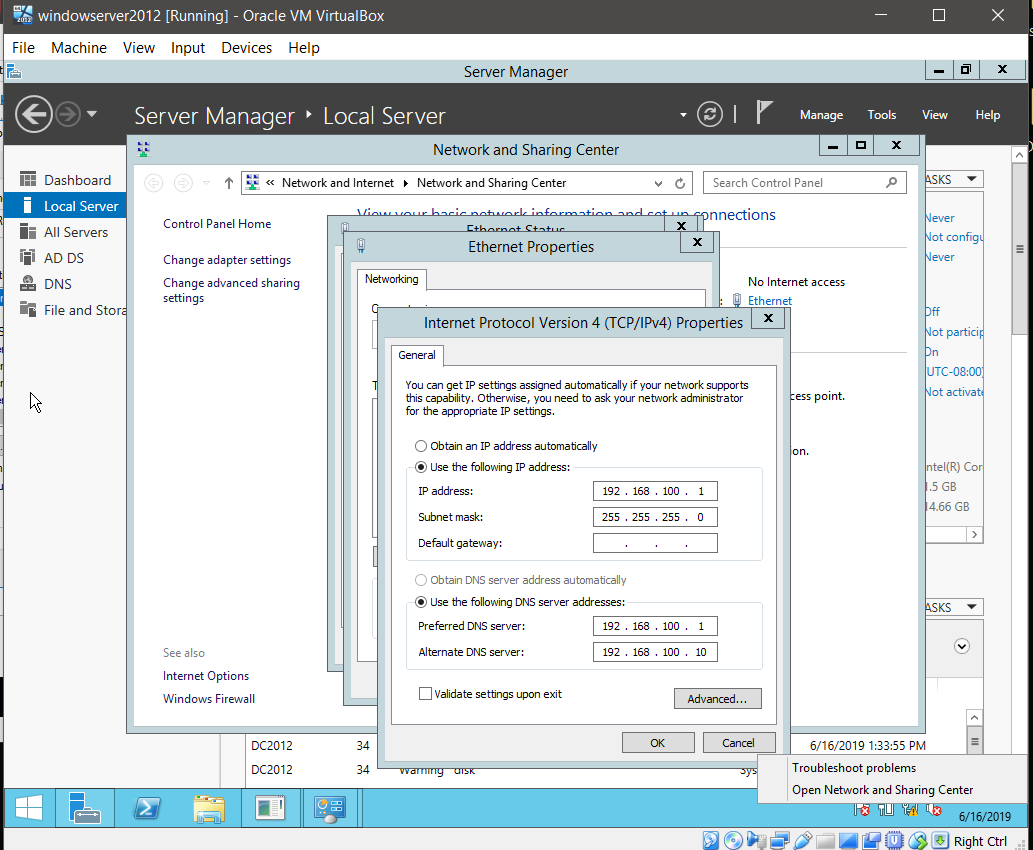 windowserver2012 [Running] - Oracle VM VirtualBox
File Machine View Input Devices Help
Server Manager
Server Manager Local Server
Manage Tools View Help
Network and Sharing Center
Dashboard
Local Server
All Servers
AD DS
DNS
File and Stora
« Network and Internet Network and Sharing Center
Search Control Panel
ASKS
Control Panel Home
Change adapter settings
Change advanced sharing
settings
View your basic network information and set up connections
Never
Not configu
Never
Ethernet Status
Ethernet Properties
Networking
No Internet access
Ethernet
Off
Not particip
On
UTC-08:00)
Not activate
cess point.
on.
ntel(R) Cor
1.5 GB
14.66 GB
Internet Protocol Version 4 (TCP/IPv4) Properties
General
You can get IP settings assigned automatically if your network supports
this capability. Otherwise, you need to ask your network administrator
for the appropriate IP settings.
Obtain an IP address automatically
Use the following IP address:
IP address: 192 . 168 . 100 . 1
Subnet mask: 255 . 255 . 255 . 0
Default gateway: . . .
Obtain DNS server address automatically
Use the following DNS server addresses:
Preferred DNS server: 192 . 168 . 100 . 1
Alternate DNS server: 192 . 168 . 100 . 10
Validate settings upon exit
Advanced...
OK Cancel
ASKS
See also
Internet Options
Windows Firewall
DC2012 34 6/16/2019 1:33:55 PM
DC2012 34 Warning disk Sys
Troubleshoot problems
Open Network and Sharing Center
6/16/2019
Right Ctrl